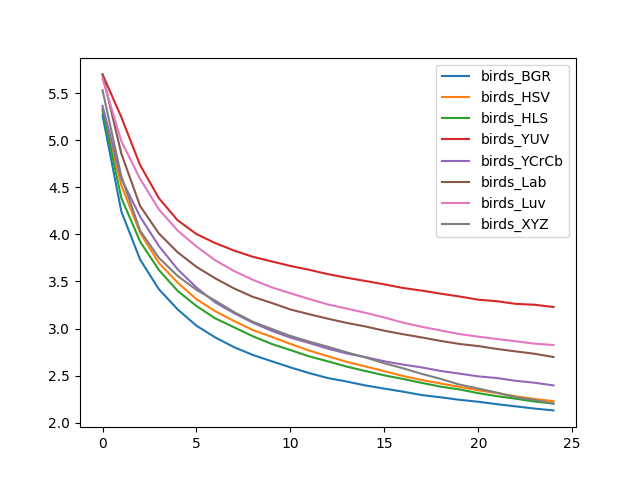 birds_BGR
birds_HSV
birds_HLS
birds_YUV
birds_YCrCb
birds_Lab
birds_Luv
birds_XYZ
5.5
5.0
4.5
4.0
3.5
3.0
2.5
2.0
0 5 10 15 20 25